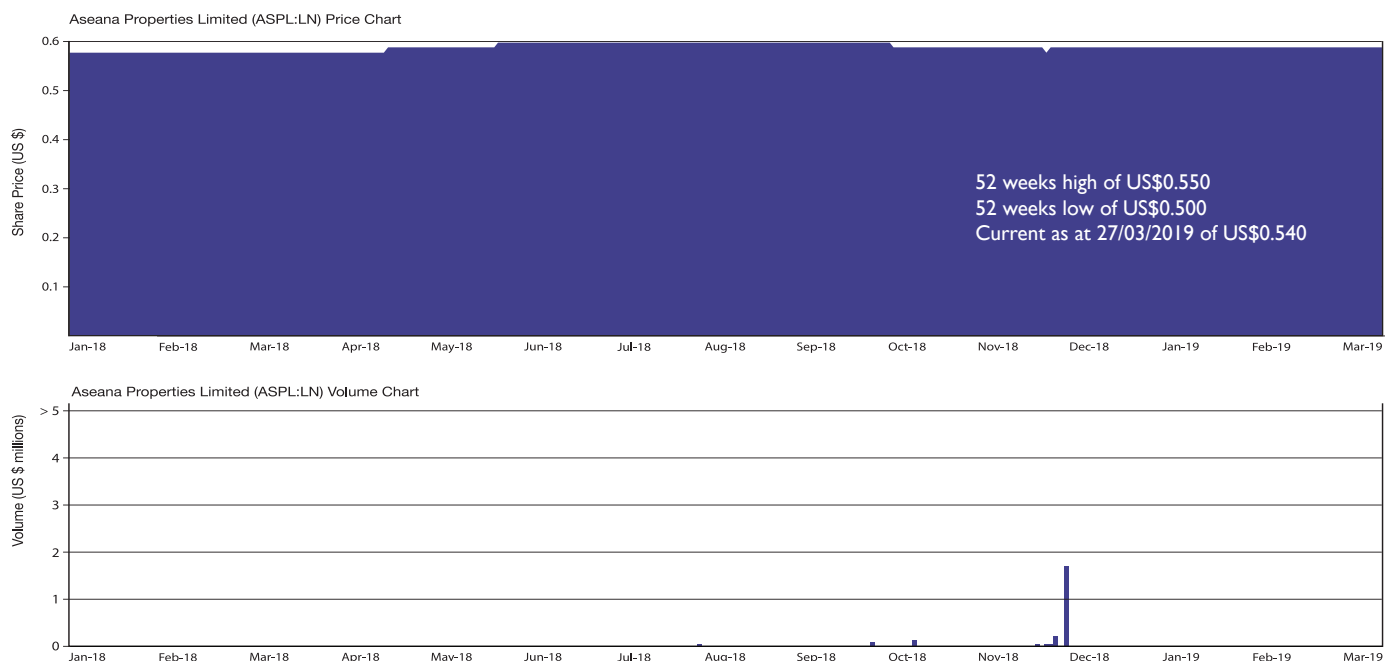 Aseana Properties Limited (ASPL:LN) Price Chart
Share Price (US $)
0.6
0.5
0.4
0.3
0.2
0.1
52 weeks high of US$0.550
52 weeks low of US$0.500
Current as at 27/03/2019 of US$0.540
Jan-18 Feb-18 Mar-18 Apr-18 May-18 Jun-18 Jul-18 Aug-18 Sep-18 Oct-18 Nov-18 Dec-18 Jan-19 Feb-19 Mar-19
Aseana Properties Limited (ASPL:LN) Volume Chart
Volume (US $ millions)
> 5
4
3
2
1
0
Jan-18 Feb-18 Mar-18 Apr-18 May-18 Jun-18 Jul-18 Aug-18 Sep-18 Oct-18 Nov-18 Dec-18 Jan-19 Feb-19 Mar-19